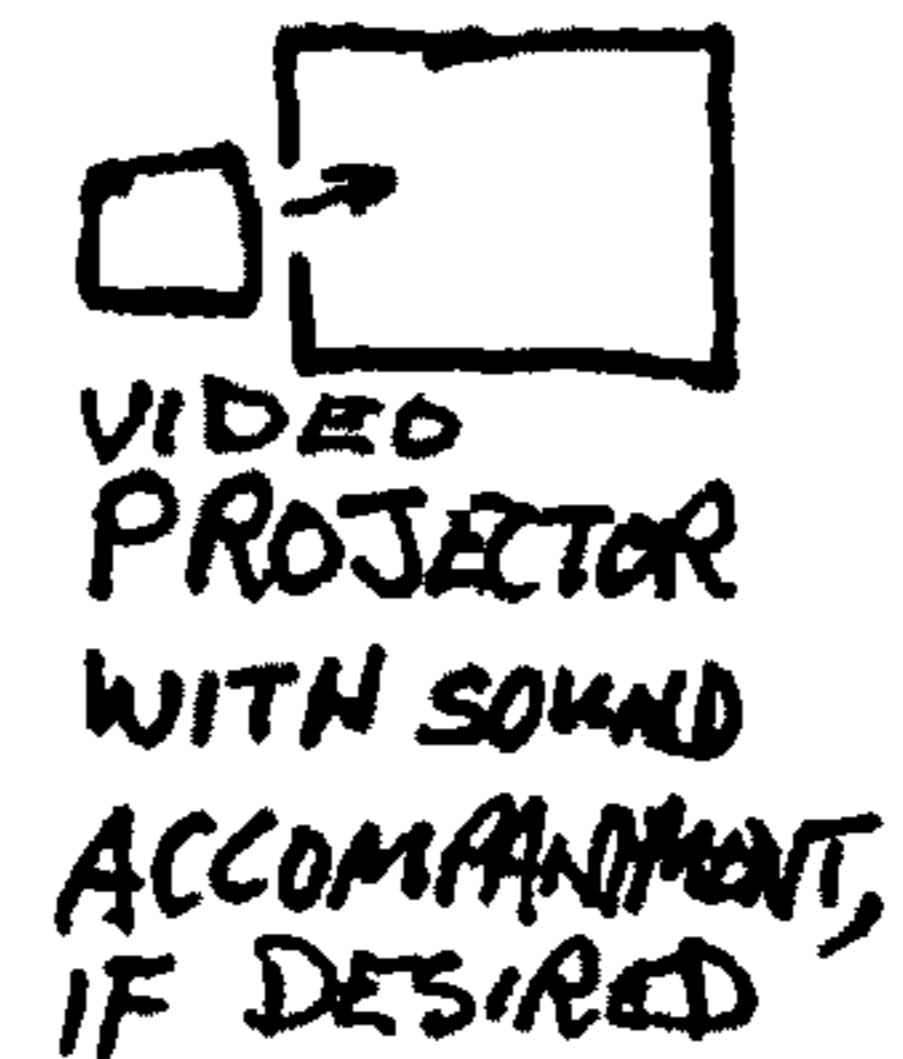 VIDEO
PROJECTOR
WITH SOUND
ACCOMPANIMENT,
IF DESIRED